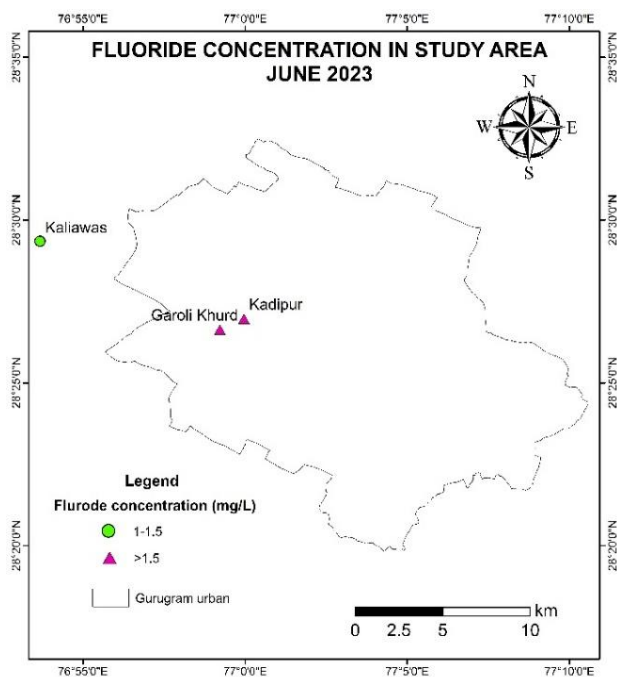 76°55'0"E 77°0'0"E 77°5'0"E 77°10'0"E
FLUORIDE CONCENTRATION IN STUDY AREA
JUNE 2023
28°35'0"N
28°35'0"N
N
W E
S
28°30'0"N
28°30'0"N
Kaliawas
Garoli Khurd
Kadipur
28°25'0"N
28°25'0"N
Legend
Flurode concentration (mg/L)
1-1.5
>1.5
Gurugram urban
28°20'0"N
28°20'0"N
km
0 2.5 5 10
76°55'0"E 77°0'0"E 77°5'0"E 77°10'0"E